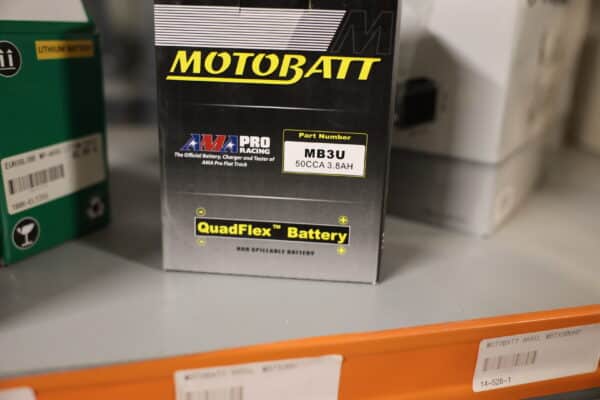 LITHIUM BATTERY
MOTOBATT
AMA PRO
RACING
The Official Battery, Charger and Tester of
AMA Pro Flat Track
Part Number
MB3U
50CCA 3.8AH
QuadFlex™ Battery
NON SPILLABLE BATTERY
MOTOBATT
14-526-1